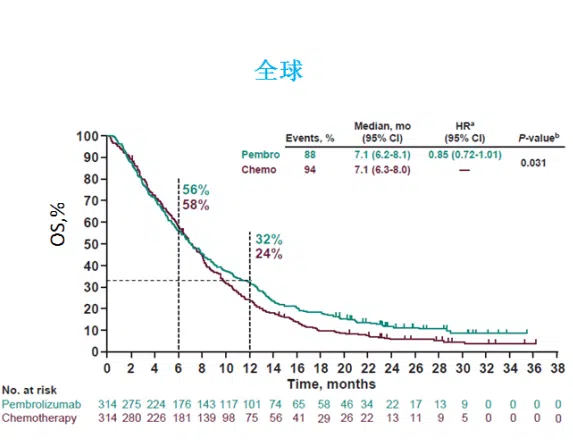 全球
Events, % Median, mo (95% CI) HRᵃ (95% CI) P-valueᵇ
Pembro 88 7.1 (6.2-8.1) 0.85 (0.72-1.01) 0.031
Chemo 94 7.1 (6.3-8.0) —
OS,%
100
90
80
70
60
50
40
30
20
10
0
56%
58%
32%
24%
0 2 4 6 8 10 12 14 16 18 20 22 24 26 28 30 32 34 36 38
Time, months
No. at risk
Pembrolizumab 314 275 224 176 143 117 101 74 65 58 46 34 22 17 13 9 0 0 0 0
Chemotherapy 314 280 226 181 139 98 75 56 41 29 26 22 13 11 9 5 0 0 0 0